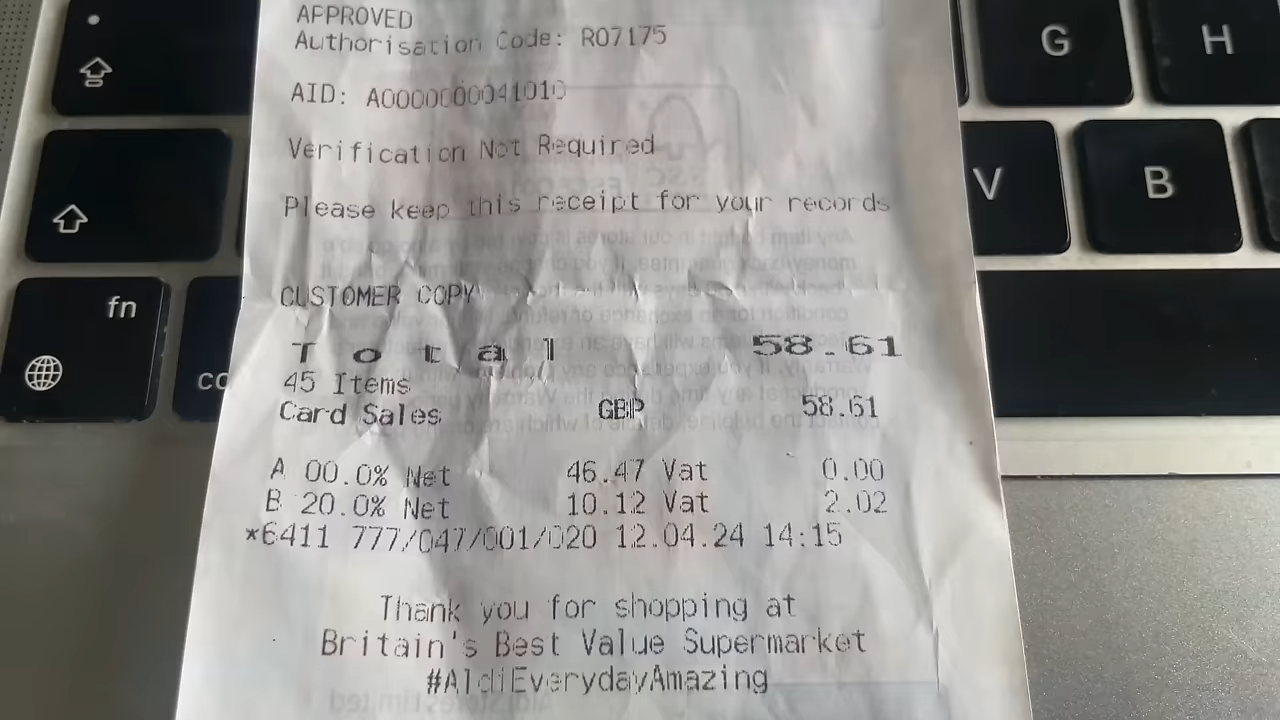 APPROVED
Authorisation Code: R07175
AID: A0000000041010
Verification Not Required
Please keep this receipt for your records
CUSTOMER COPY
Total 58.61
45 Items
Card Sales GBP 58.61
A 00.0% Net 46.47 Vat 0.00
B 20.0% Net 10.12 Vat 2.02
*6411 777/047/001/020 12.04.24 14:15
Thank you for shopping at
Britain's Best Value Supermarket
#AldiEverydayAmazing
G
H
V
B
fn